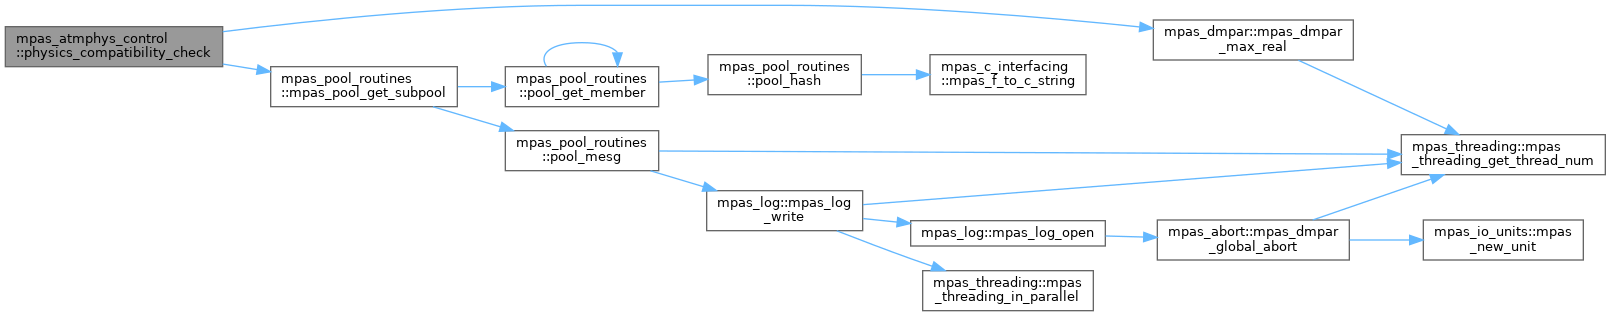 mpas_atmphys_control
::physics_compatibility_check
mpas_pool_routines
::mpas_pool_get_subpool
mpas_pool_routines
::pool_get_member
mpas_pool_routines
::pool_hash
mpas_c_interfacing
::mpas_f_to_c_string
mpas_dmpar::mpas_dmpar
_max_real
mpas_pool_routines
::pool_mesg
mpas_threading::mpas
_threading_get_thread_num
mpas_log::mpas_log
_write
mpas_log::mpas_log_open
mpas_abort::mpas_dmpar
_global_abort
mpas_io_units::mpas
_new_unit
mpas_threading::mpas
_threading_in_parallel